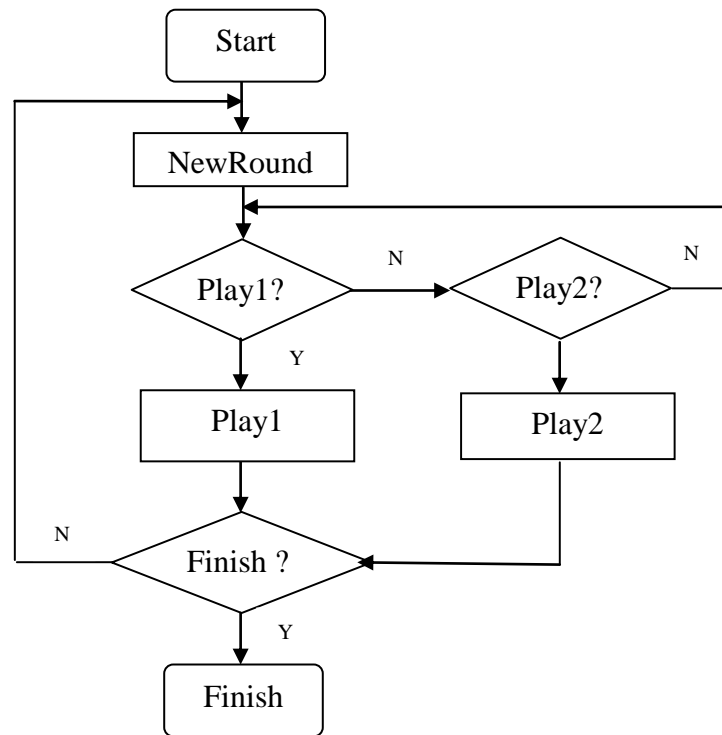 Start
NewRound
N
N
Play1?
Play2?
Y
Play1
Play2
N
Finish ?
Y
Finish